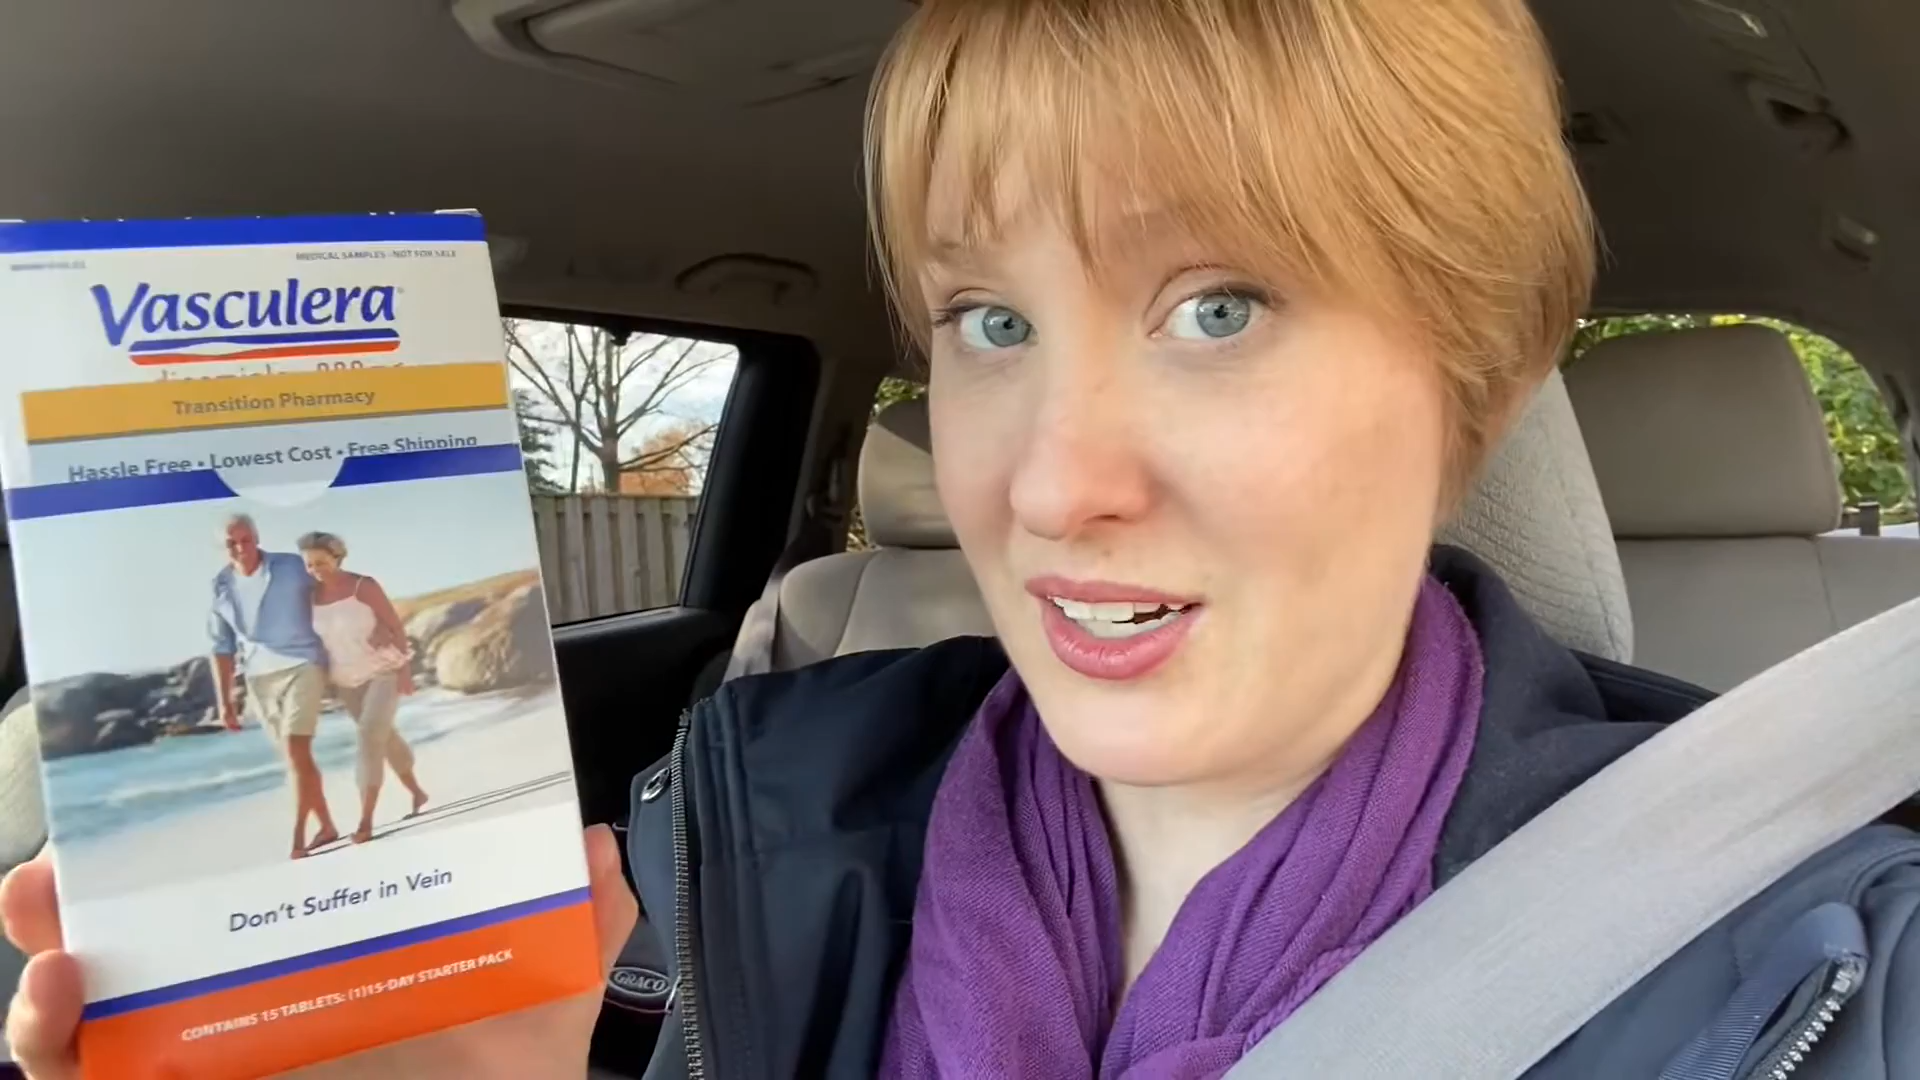 MEDICAL SAMPLES - NOT FOR SALE
Vasculera®
Transition Pharmacy
Hassle Free • Lowest Cost • Free Shipping
Don't Suffer in Vein
CONTAINS 15 TABLETS: (1)15-DAY STARTER PACK
GRACO